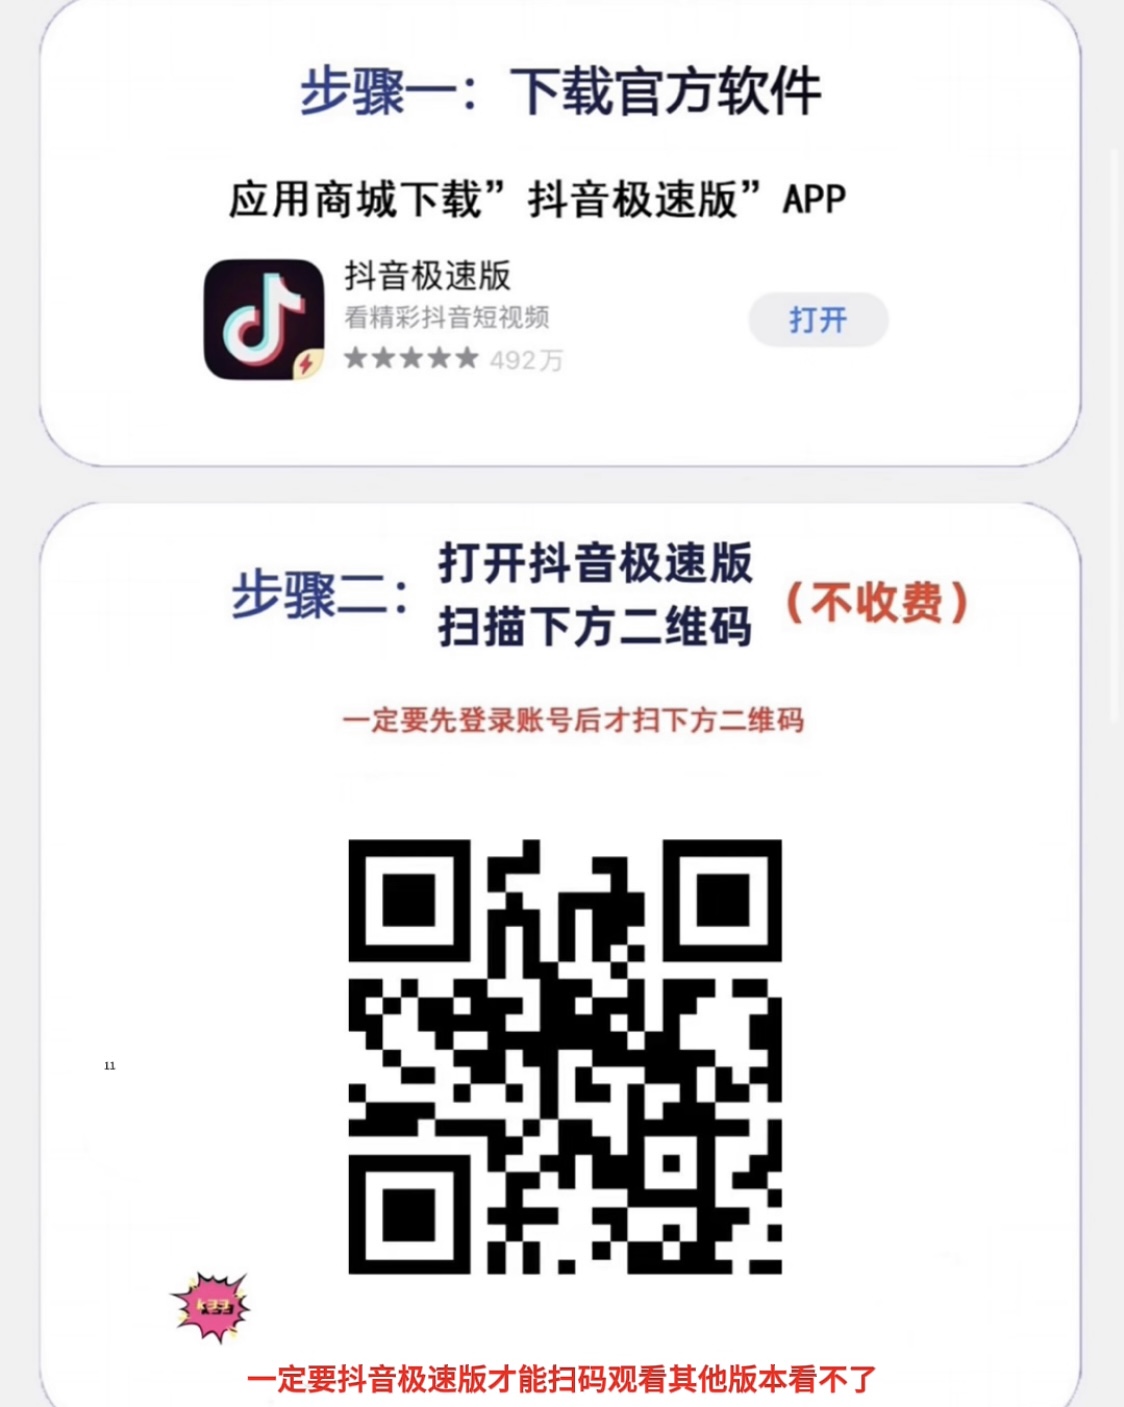 步骤一：下载官方软件
应用商城下载”抖音极速版”APP
抖音极速版
看精彩抖音短视频
492万
打开
步骤二：
打开抖音极速版
扫描下方二维码
（不收费）
一定要先登录账号后才扫下方二维码
11
k33
一定要抖音极速版才能扫码观看其他版本看不了